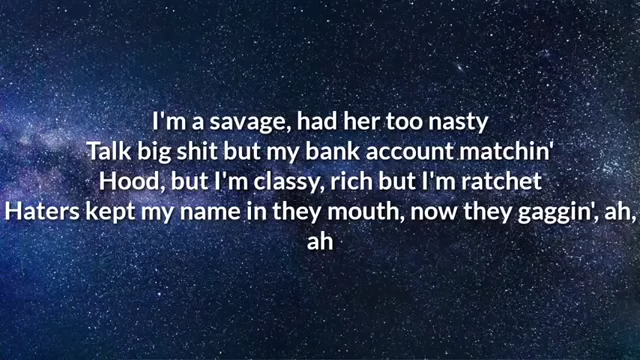 I'm a savage, had her too nasty
Talk big shit but my bank account matchin'
Hood, but I'm classy, rich but I'm ratchet
Haters kept my name in they mouth, now they gaggin', ah,
ah